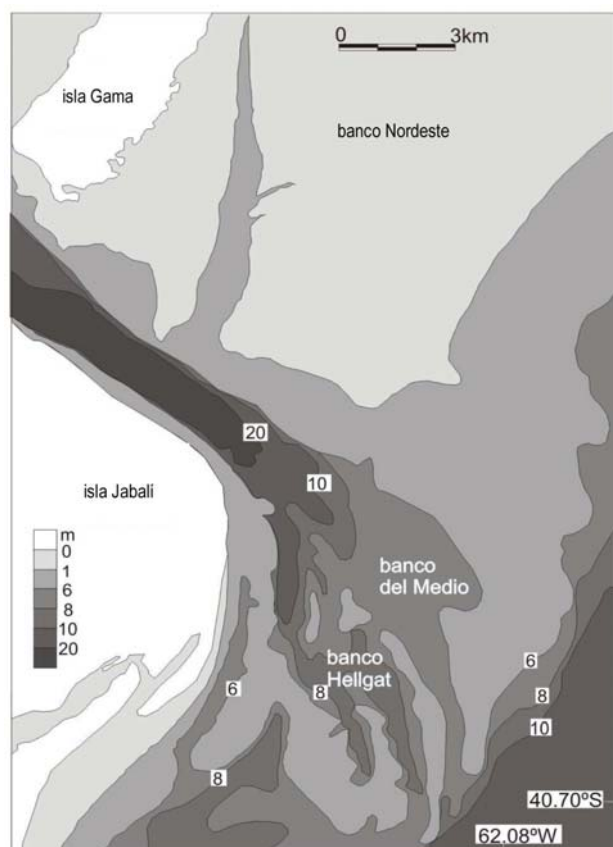 0 3km
isla Gama
banco Nordeste
20
10
isla Jabali
m
0
1
6
8
10
20
banco
del Medio
banco
Hellgat
6
8
6
8
10
8
40.70ºS
62.08ºW